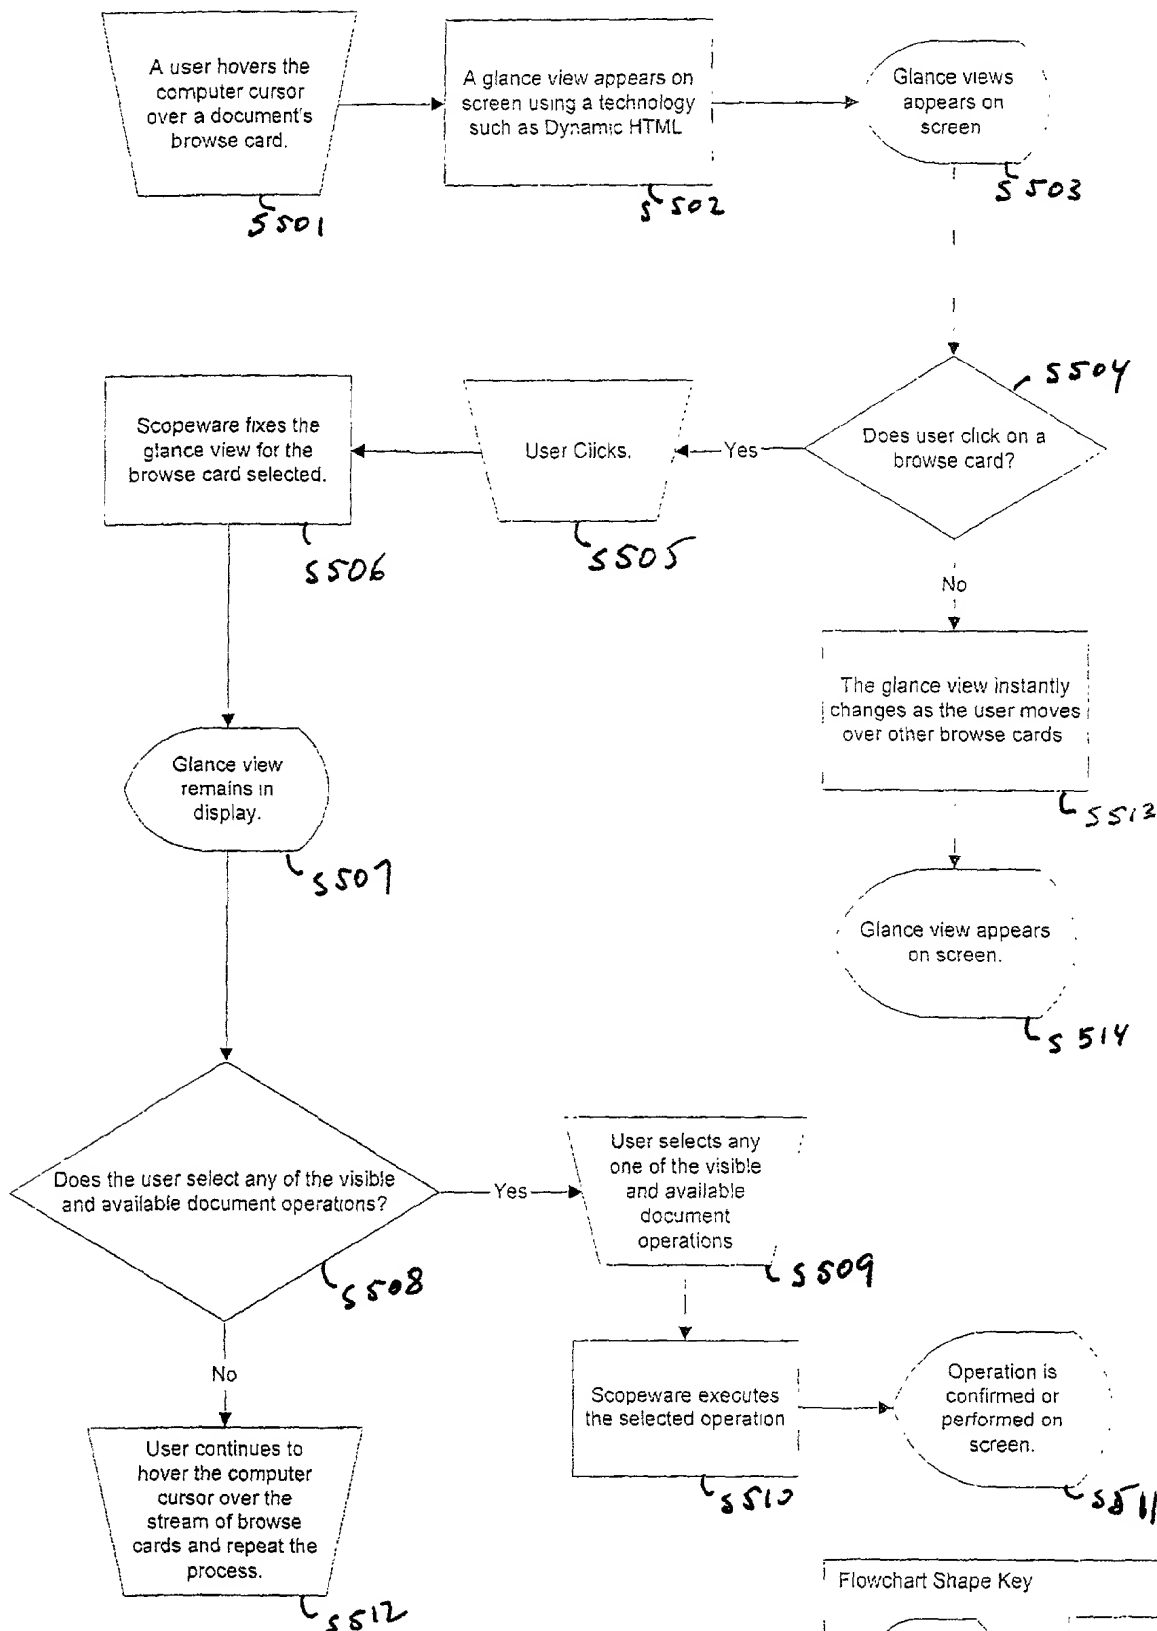 A user hovers the
computer cursor
over a document's
browse card.
S501
A glance view appears on
screen using a technology
such as Dynamic HTML
S502
Glance views
appears on
screen
S503
Does user click on a
browse card?
S504
Yes
User Clicks.
S505
Scopeware fixes the
glance view for the
browse card selected.
S506
No
The glance view instantly
changes as the user moves
over other browse cards
S513
Glance view appears
on screen.
S514
Glance view
remains in
display.
S507
Does the user select any of the visible
and available document operations?
S508
Yes
User selects any
one of the visible
and available
document
operations
S509
Scopeware executes
the selected operation
S510
Operation is
confirmed or
performed on
screen.
S511
No
User continues to
hover the computer
cursor over the
stream of browse
cards and repeat the
process.
S512
Flowchart Shape Key